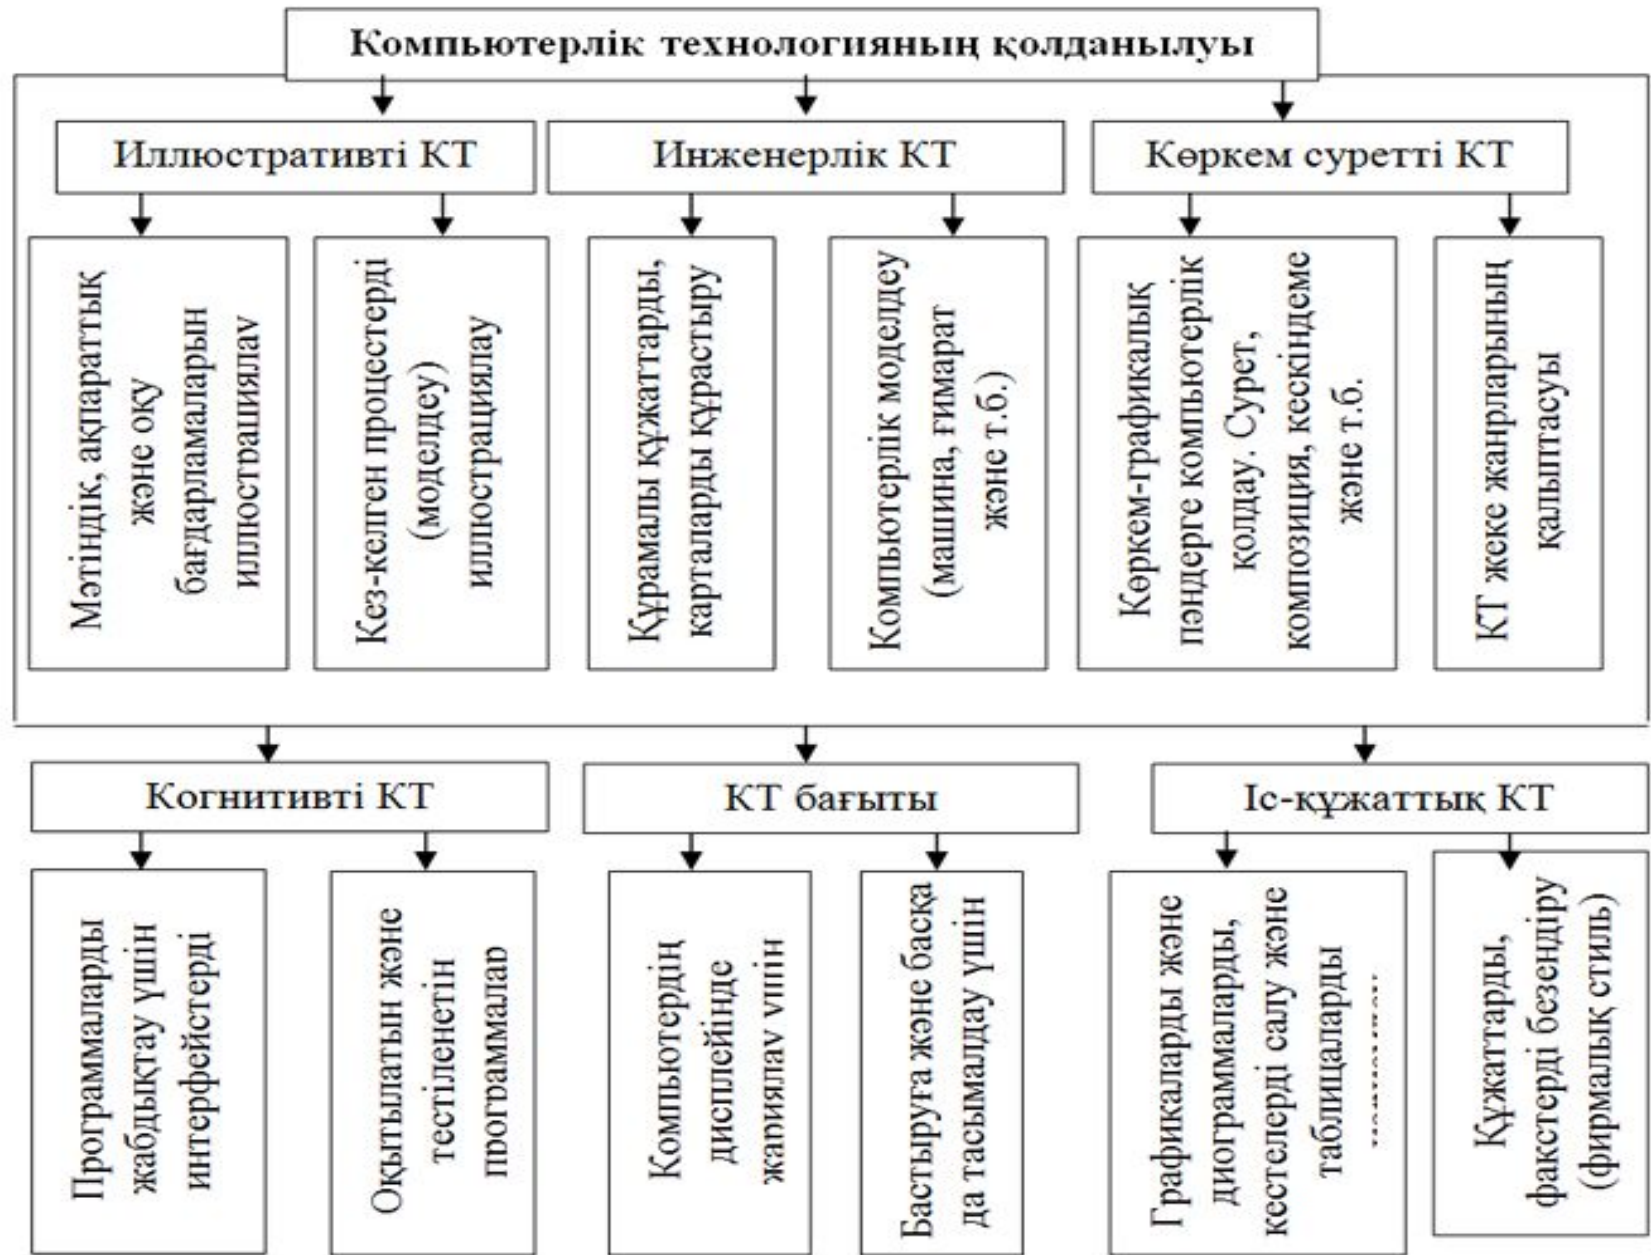 Компьютерлік технологияның қолданылуы
Иллюстративті КТ
Инженерлік КТ
Көркем суретті КТ
Мәтіндік, ақпараттық
және оқу
бағдарламаларын
иллюстрациялау
Кез-келген процестерді
(моделдеу)
иллюстрациялау
Құрамалы құжаттарды,
карталарды құрастыру
Компьютерлік моделдеу
(машина, ғимарат
және т.б.)
Көркем-графикалық
пәндерге компьютерлік
қолдау. Сурет,
композиция, кескіндеме
және т.б.
КТ жеке жанрларының
қалыптасуы
Когнитивті КТ
КТ бағыты
Іс-құжаттық КТ
Программаларды
жабдықтау үшін
интерфейстерді
Оқытылатын және
тестіленетін
программалар
Компьютердің
дисплейінде
жариялау үшін
Бастыруға және басқа
да тасымалдау үшін
Графикаларды және
диограммаларды,
кестелерді салу және
таблицаларды
Құжаттарды,
фактерді безендіру
(фирмалық стиль)